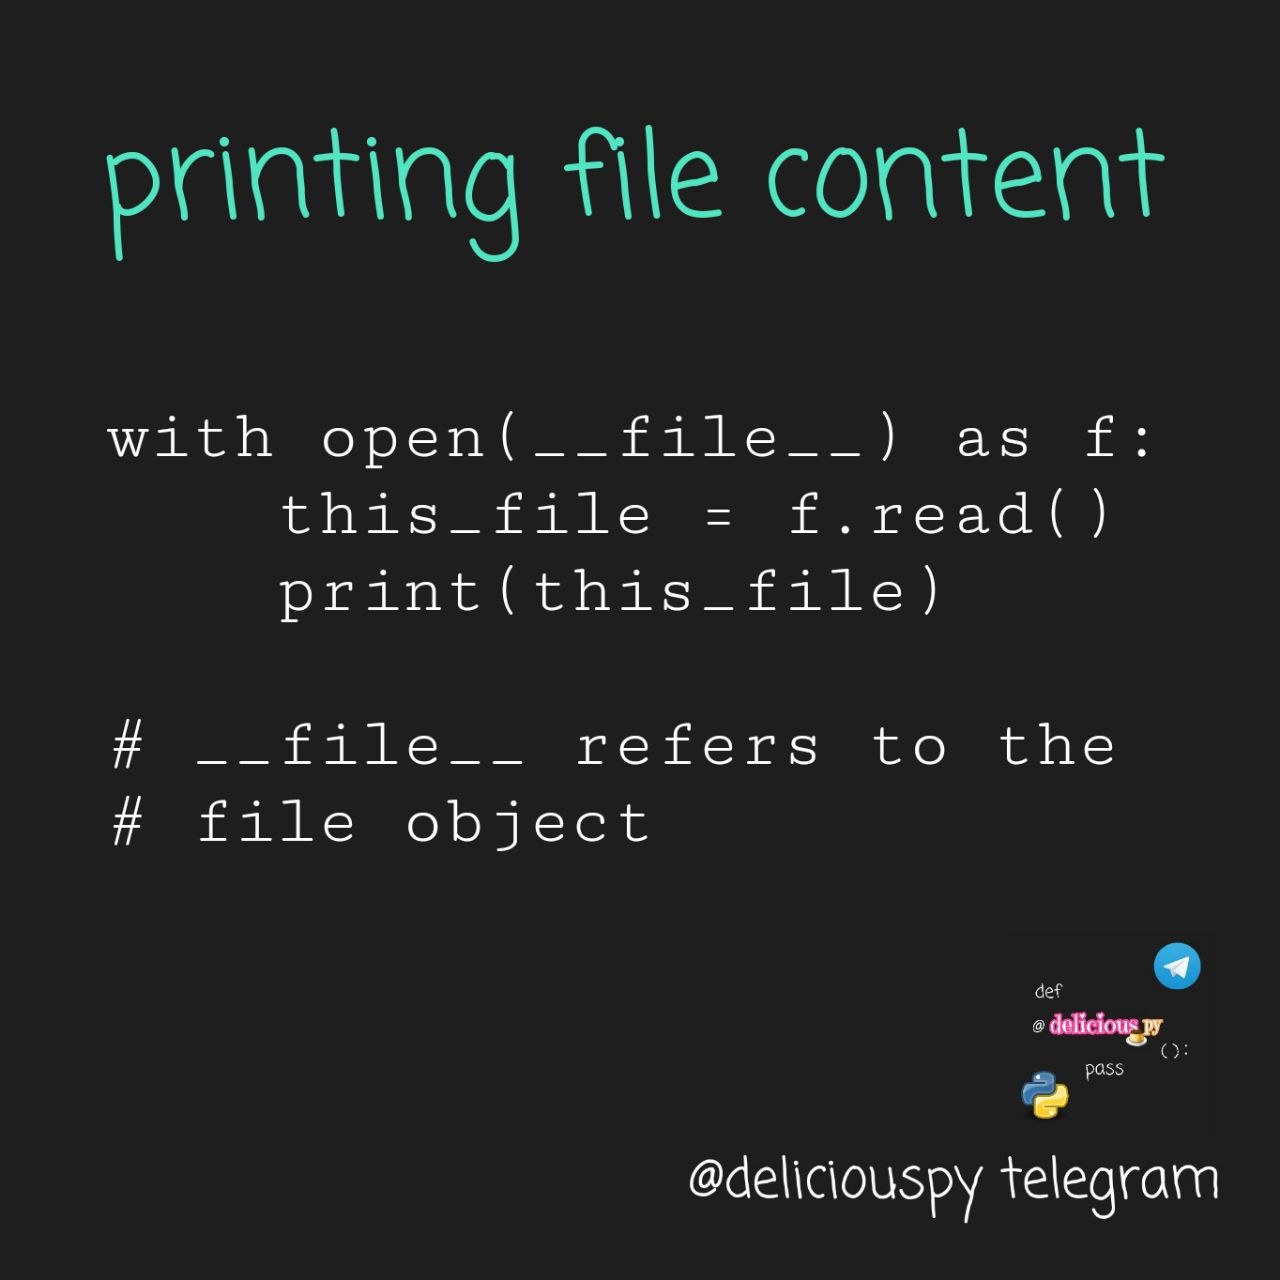 printing file content
with open(__file__) as f:
    this_file = f.read()
    print(this_file)
# __file__ refers to the
# file object
def
@delicious py
():
pass
@deliciouspy telegram